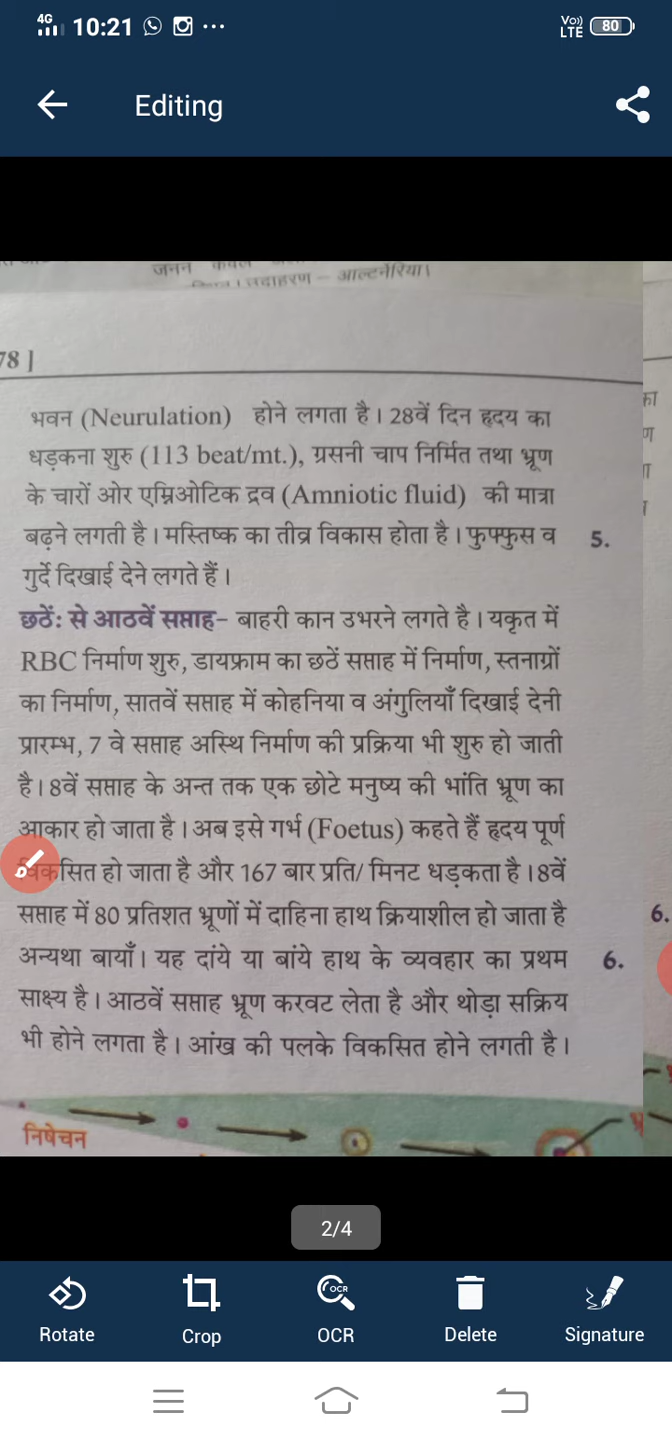 4G 10:21 ... Vo)) LTE 80
Editing
जनन केवल
उदाहरण – आल्टर्नेरिया।
78 ]
भवन (Neurulation) होने लगता है। 28वें दिन हृदय का
धड़कना शुरु (113 beat/mt.), ग्रसनी चाप निर्मित तथा भ्रूण
के चारों ओर एम्निओटिक द्रव (Amniotic fluid) की मात्रा
बढ़ने लगती है। मस्तिष्क का तीव्र विकास होता है। फुफ्फुस व 5.
गुर्दे दिखाई देने लगते हैं।
छठें: से आठवें सप्ताह– बाहरी कान उभरने लगते है। यकृत में
RBC निर्माण शुरु, डायफ्राम का छठें सप्ताह में निर्माण, स्तनाग्रों
का निर्माण, सातवें सप्ताह में कोहनिया व अंगुलियाँ दिखाई देनी
प्रारम्भ, 7 वे सप्ताह अस्थि निर्माण की प्रक्रिया भी शुरु हो जाती
है। 8वें सप्ताह के अन्त तक एक छोटे मनुष्य की भांति भ्रूण का
आकार हो जाता है। अब इसे गर्भ (Foetus) कहते हैं हृदय पूर्ण
विकसित हो जाता है और 167 बार प्रति/ मिनट धड़कता है। 8वें
सप्ताह में 80 प्रतिशत भ्रूणों में दाहिना हाथ क्रियाशील हो जाता है 6.
अन्यथा बायाँ। यह दांये या बांये हाथ के व्यवहार का प्रथम 6.
साक्ष्य है। आठवें सप्ताह भ्रूण करवट लेता है और थोड़ा सक्रिय
भी होने लगता है। आंख की पलके विकसित होने लगती है।
निषेचन
2/4
Rotate Crop OCR Delete Signature